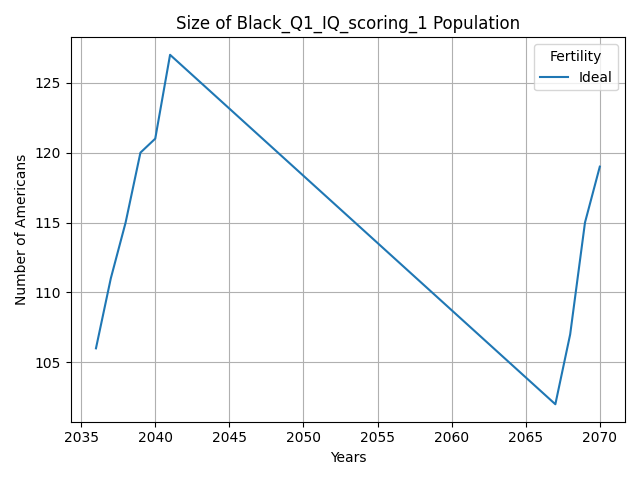 Size of Black_Q1_IQ_scoring_1 Population
Fertility
Ideal
Number of Americans
125
120
115
110
105
2035 2040 2045 2050 2055 2060 2065 2070
Years